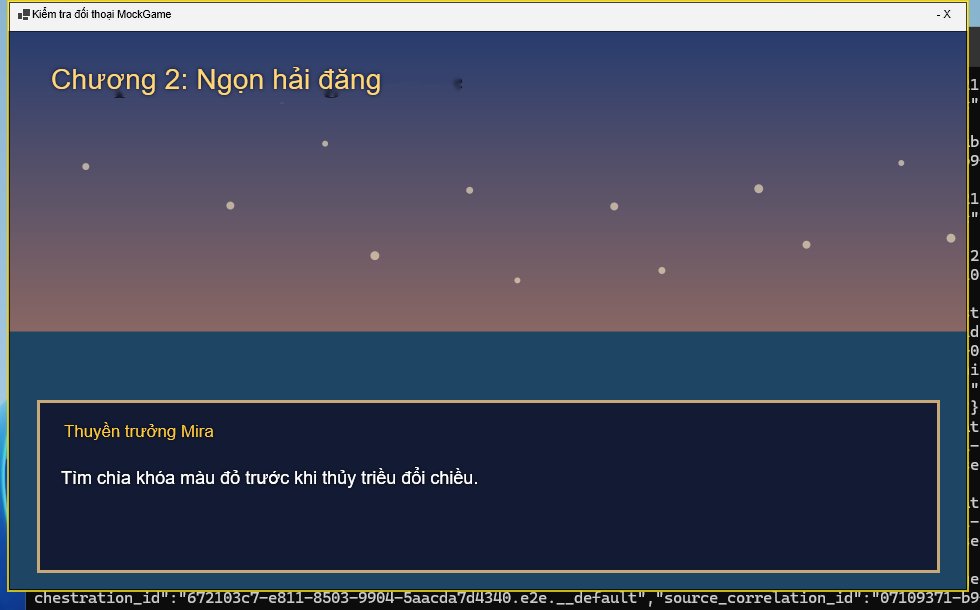 Kiểm tra đối thoại MockGame
- X
Chương 2: Ngọn hải đăng
Thuyền trưởng Mira
Tìm chìa khóa màu đỏ trước khi thủy triều đổi chiều.
chestration_id":"672103c7-e811-8503-9904-5aacda7d4340.e2e.__default","source_correlation_id":"07109371-b9